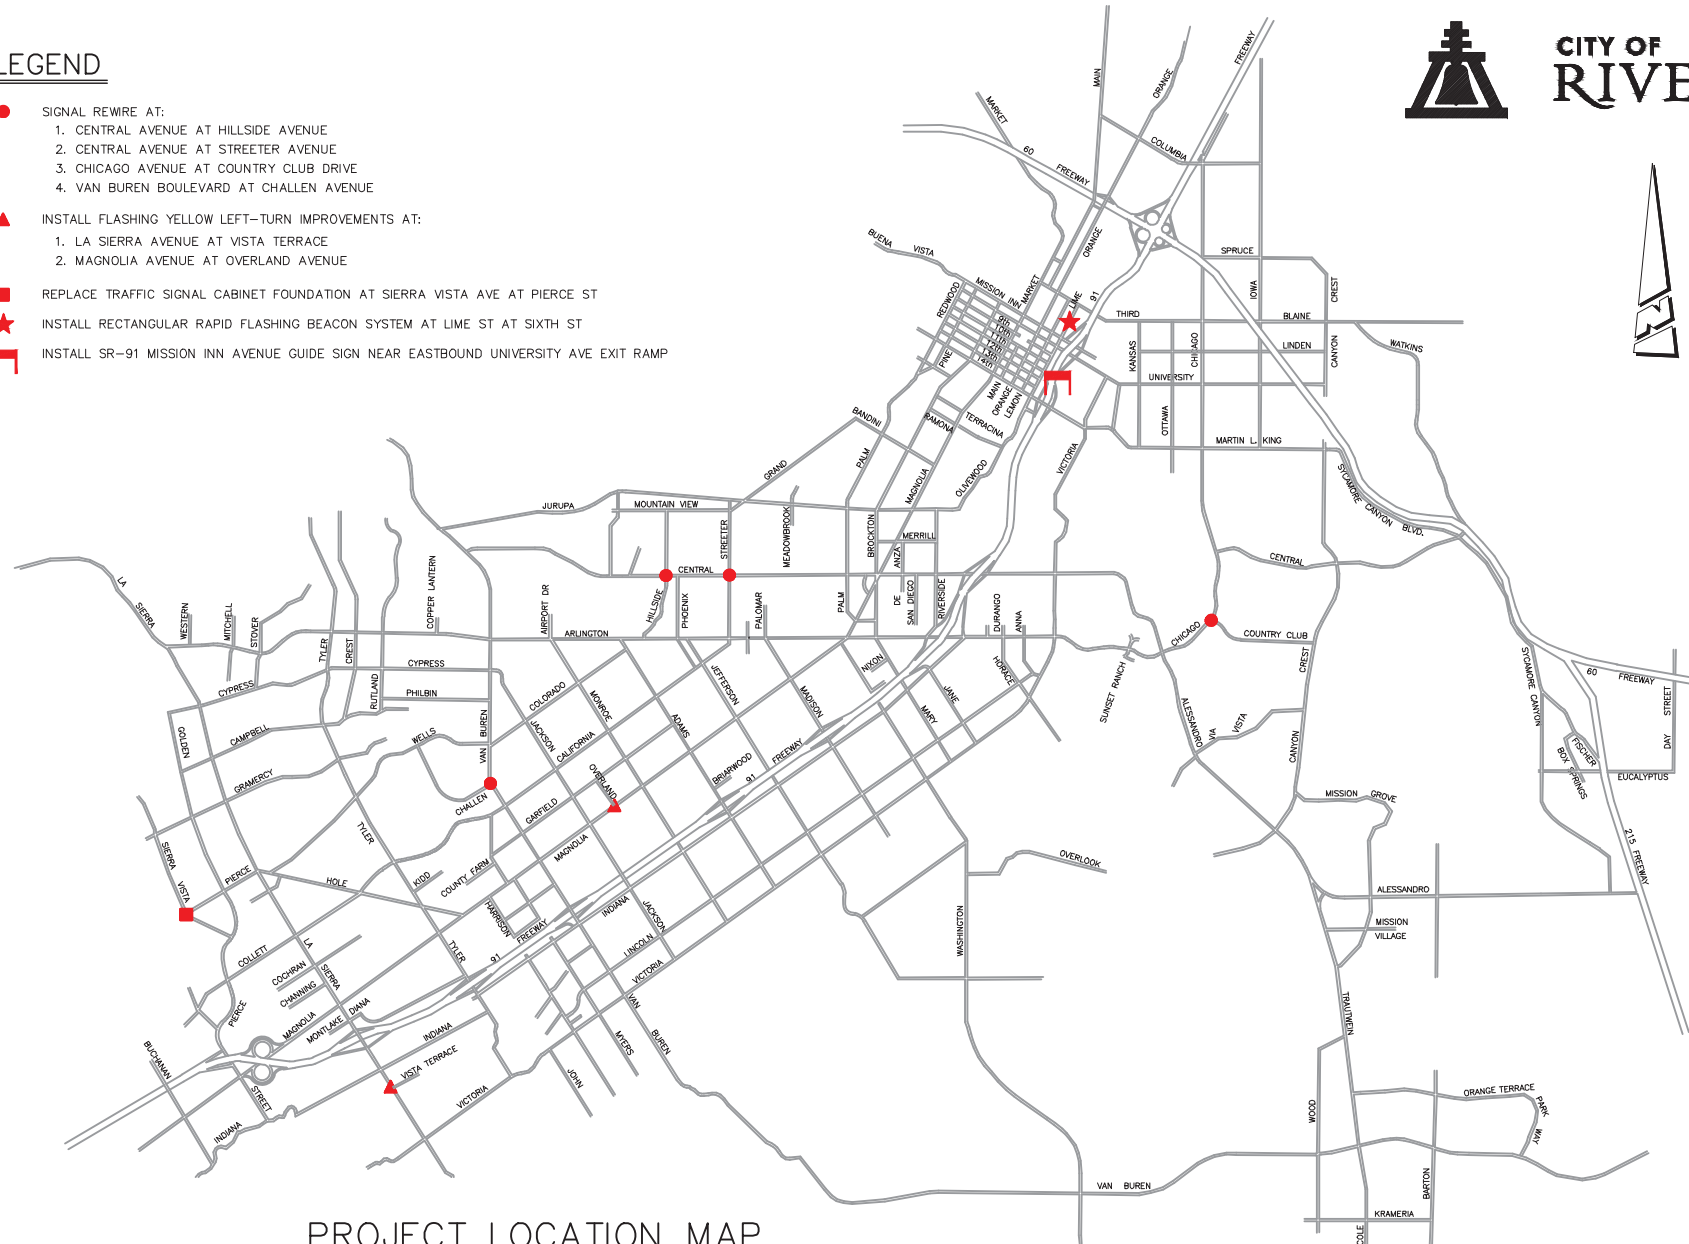 LEGEND
SIGNAL REWIRE AT:
1. CENTRAL AVENUE AT HILLSIDE AVENUE
2. CENTRAL AVENUE AT STREETER AVENUE
3. CHICAGO AVENUE AT COUNTRY CLUB DRIVE
4. VAN BUREN BOULEVARD AT CHALLEN AVENUE
INSTALL FLASHING YELLOW LEFT-TURN IMPROVEMENTS AT:
1. LA SIERRA AVENUE AT VISTA TERRACE
2. MAGNOLIA AVENUE AT OVERLAND AVENUE
REPLACE TRAFFIC SIGNAL CABINET FOUNDATION AT SIERRA VISTA AVE AT PIERCE ST
INSTALL RECTANGULAR RAPID FLASHING BEACON SYSTEM AT LIME ST AT SIXTH ST
INSTALL SR-91 MISSION INN AVENUE GUIDE SIGN NEAR EASTBOUND UNIVERSITY AVE EXIT RAMP
CITY OF
RIVE
MAIN
ORANGE
FREEWAY
MARKET
60
FREEWAY
COLUMBIA
BUENA VISTA
ORANGE
SPRUCE
MISSION INN
MARKET
REDWOOD
LIME
91
IOWA
CREST
9th
10th
11th
12th
13th
14th
THIRD
BLAINE
KANSAS
CHICAGO
LINDEN
CANYON
WATKINS
PINE
UNIVERSITY
MAIN
ORANGE
LEMON
BANDINI
RAMONA
TERRACINA
OTTAWA
MARTIN L. KING
VICTORIA
PALM
GRAND
MAGNOLIA
OLIVEWOOD
SYCAMORE CANYON BLVD.
JURUPA
MOUNTAIN VIEW
STREETER
MEADOWBROOK
BROCKTON
MERRILL
ANZA
DE
CENTRAL
CENTRAL
LA SIERRA
WESTERN
MITCHELL
STOVER
TYLER
CREST
COPPER LANTERN
AIRPORT DR
ARLINGTON
HILLSIDE
PHOENIX
PALOMAR
PALM
SAN DIEGO
RIVERSIDE
DURANGO
ANNA
CHICAGO
COUNTRY CLUB
CREST
CYPRESS
CYPRESS
RUTLAND
PHILBIN
COLORADO
MONROE
JEFFERSON
NIXON
MADISON
JANE
MARY
HORACE
SUNSET RANCH
ALESSANDRO
VIA VISTA
CANYON
SYCAMORE CANYON
60 FREEWAY
DAY STREET
GOLDEN
CAMPBELL
WELLS
VAN BUREN
JACKSON
CALIFORNIA
ADAMS
FREEWAY
91
BRIARWOOD
FISCHER
BOX SPRINGS
EUCALYPTUS
GRAMERCY
CHALLEN
OVERLAND
GARFIELD
MAGNOLIA
MISSION GROVE
SIERRA VISTA
TYLER
PIERCE
HOLE
KIDD
COUNTY FARM
OVERLOOK
215 FREEWAY
HARRISON
INDIANA
JACKSON
WASHINGTON
ALESSANDRO
MISSION
VILLAGE
FREEWAY
91
LINCOLN
VICTORIA
COLLETT
COCHRAN
CHANNING
LA SIERRA
TYLER
PIERCE
MAGNOLIA
MONTLAKE
DIANA
INDIANA
VISTA TERRACE
VAN BUREN
MYERS
TRAUTWEIN
BUCHANAN
STREET
INDIANA
VICTORIA
JOHN
WOOD
ORANGE TERRACE
PARK WAY
VAN BUREN
BARTON
KRAMERIA
COLE
PROJECT LOCATION MAP